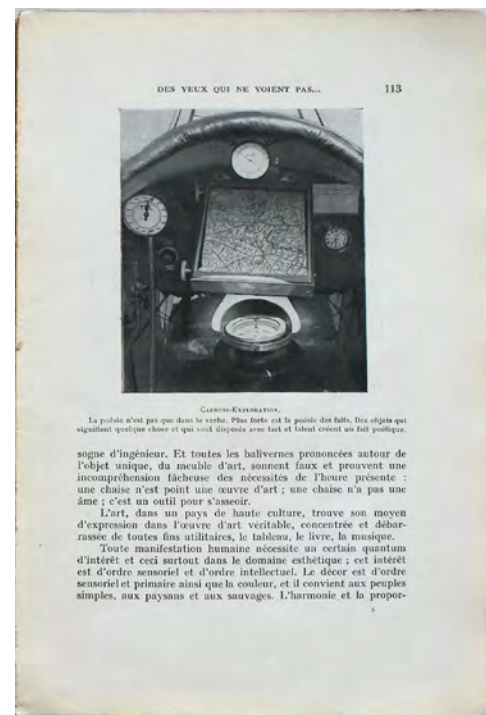 DES YEUX QUI NE VOIENT PAS... 113
CAPRONI-EXPLORATION.
La poésie n'est pas que dans le verbe. Plus forte est la poésie des faits. Des objets qui
signifient quelque chose et qui sont disposés avec tact et talent créent un fait poétique.
sogne d'ingénieur. Et toutes les balivernes prononcées autour de
l'objet unique, du meuble d'art, sonnent faux et prouvent une
incompréhension fâcheuse des nécessités de l'heure présente :
une chaise n'est point une œuvre d'art ; une chaise n'a pas une
âme ; c'est un outil pour s'asseoir.
L'art, dans un pays de haute culture, trouve son moyen
d'expression dans l'œuvre d'art véritable, concentrée et débar-
rassée de toutes fins utilitaires, le tableau, le livre, la musique.
Toute manifestation humaine nécessite un certain quantum
d'intérêt et ceci surtout dans le domaine esthétique ; cet intérêt
est d'ordre sensoriel et d'ordre intellectuel. Le décor est d'ordre
sensoriel et primaire ainsi que la couleur, et il convient aux peuples
simples, aux paysans et aux sauvages. L'harmonie et la propor-
8